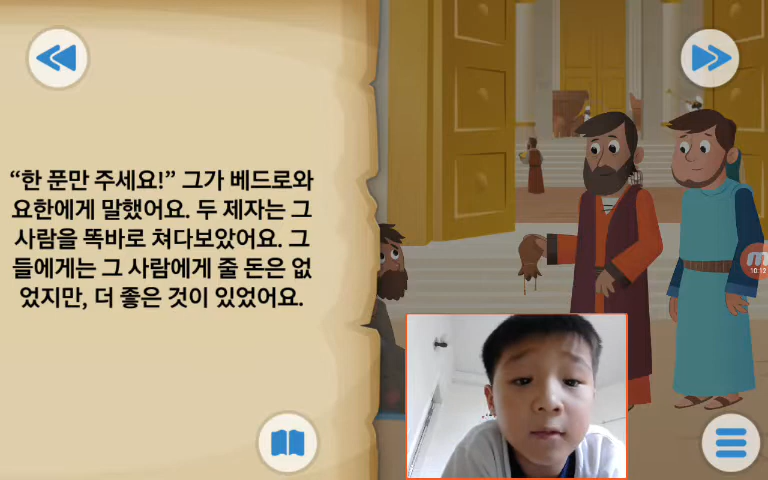 “한 푼만 주세요!” 그가 베드로와
요한에게 말했어요. 두 제자는 그
사람을 똑바로 쳐다보았어요. 그
들에게는 그 사람에게 줄 돈은 없
었지만, 더 좋은 것이 있었어요.
m
10:12